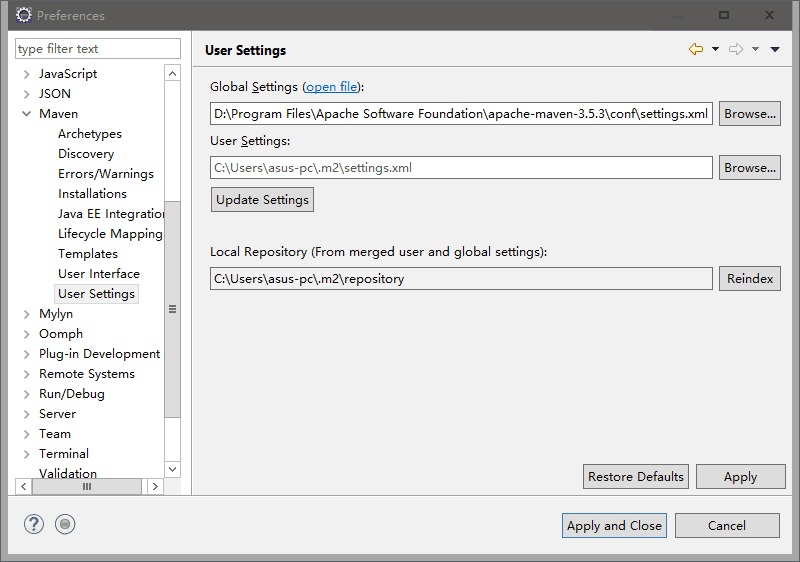 Preferences
type filter text
JavaScript
JSON
Maven
Archetypes
Discovery
Errors/Warnings
Installations
Java EE Integration
Lifecycle Mapping
Templates
User Interface
User Settings
Mylyn
Oomph
Plug-in Development
Remote Systems
Run/Debug
Server
Team
Terminal
Validation
User Settings
Global Settings (open file):
D:\Program Files\Apache Software Foundation\apache-maven-3.5.3\conf\settings.xml
Browse...
User Settings:
C:\Users\asus-pc\.m2\settings.xml
Browse...
Update Settings
Local Repository (From merged user and global settings):
C:\Users\asus-pc\.m2\repository
Reindex
Restore Defaults
Apply
?
Apply and Close
Cancel